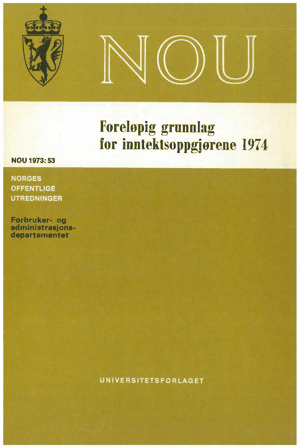 NOU
Foreløpig grunnlag
for inntektsoppgjørene 1974
NOU 1973: 53
NORGES
OFFENTLIGE
UTREDNINGER
Forbruker- og
administrasjons-
departementet
UNIVERSITETSFORLAGET